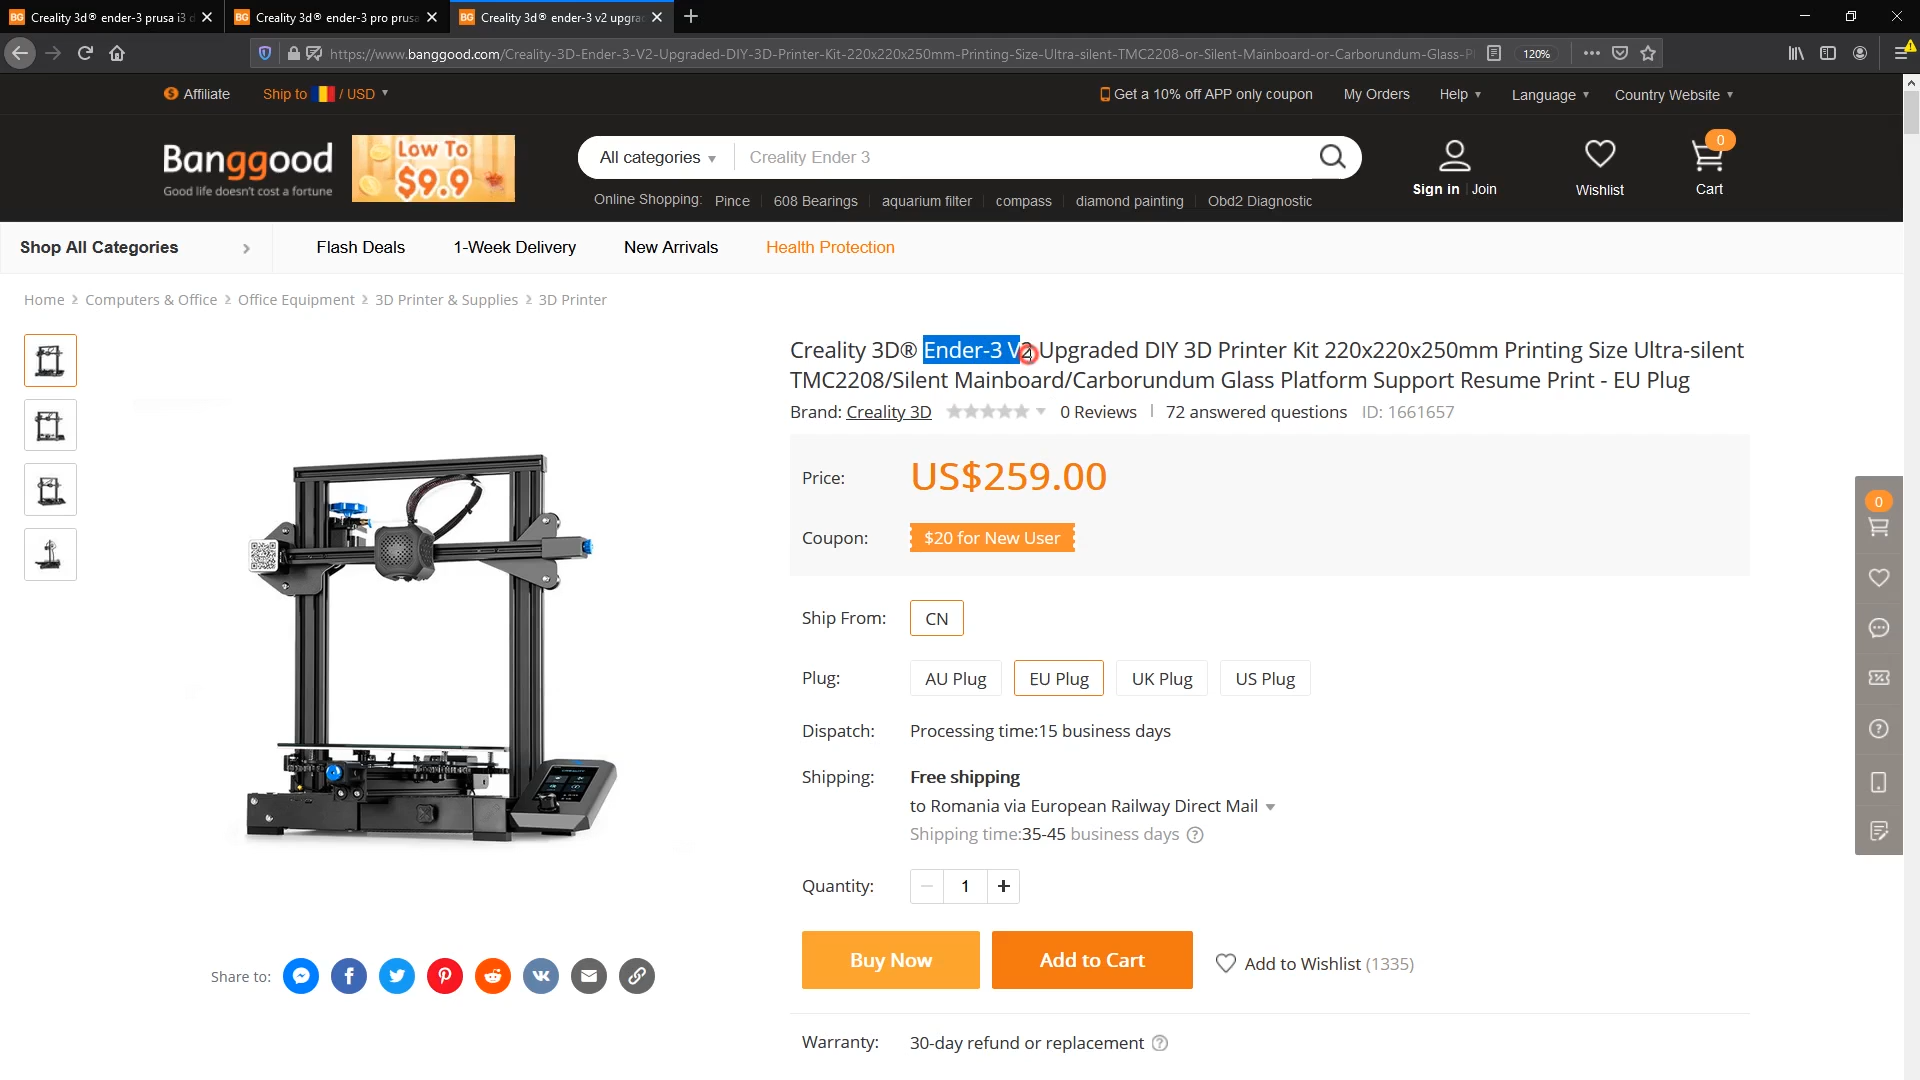 BG Creality 3d® ender-3 prusa i3 d
BG Creality 3d® ender-3 pro prusa
BG Creality 3d® ender-3 v2 upgrad
https://www.banggood.com/Creality-3D-Ender-3-V2-Upgraded-DIY-3D-Printer-Kit-220x220x250mm-Printing-Size-Ultra-silent-TMC2208-or-Silent-Mainboard-or-Carborundum-Glass-Pl
120%
Affiliate
Ship to / USD
Get a 10% off APP only coupon
My Orders
Help
Language
Country Website
Banggood
Good life doesn't cost a fortune
Low To
$9.9
All categories
Creality Ender 3
Online Shopping: Pince 608 Bearings aquarium filter compass diamond painting Obd2 Diagnostic
Sign in Join
Wishlist
0
Cart
Shop All Categories
Flash Deals
1-Week Delivery
New Arrivals
Health Protection
Home Computers & Office Office Equipment 3D Printer & Supplies 3D Printer
Creality 3D® Ender-3 V2 Upgraded DIY 3D Printer Kit 220x220x250mm Printing Size Ultra-silent
TMC2208/Silent Mainboard/Carborundum Glass Platform Support Resume Print - EU Plug
Brand: Creality 3D 0 Reviews 72 answered questions ID: 1661657
Price: US$259.00
Coupon: $20 for New User
0
Ship From: CN
Plug: AU Plug EU Plug UK Plug US Plug
Dispatch: Processing time:15 business days
Shipping: Free shipping
to Romania via European Railway Direct Mail
Shipping time:35-45 business days
Quantity: 1
Buy Now
Add to Cart
Add to Wishlist (1335)
Share to:
Warranty: 30-day refund or replacement